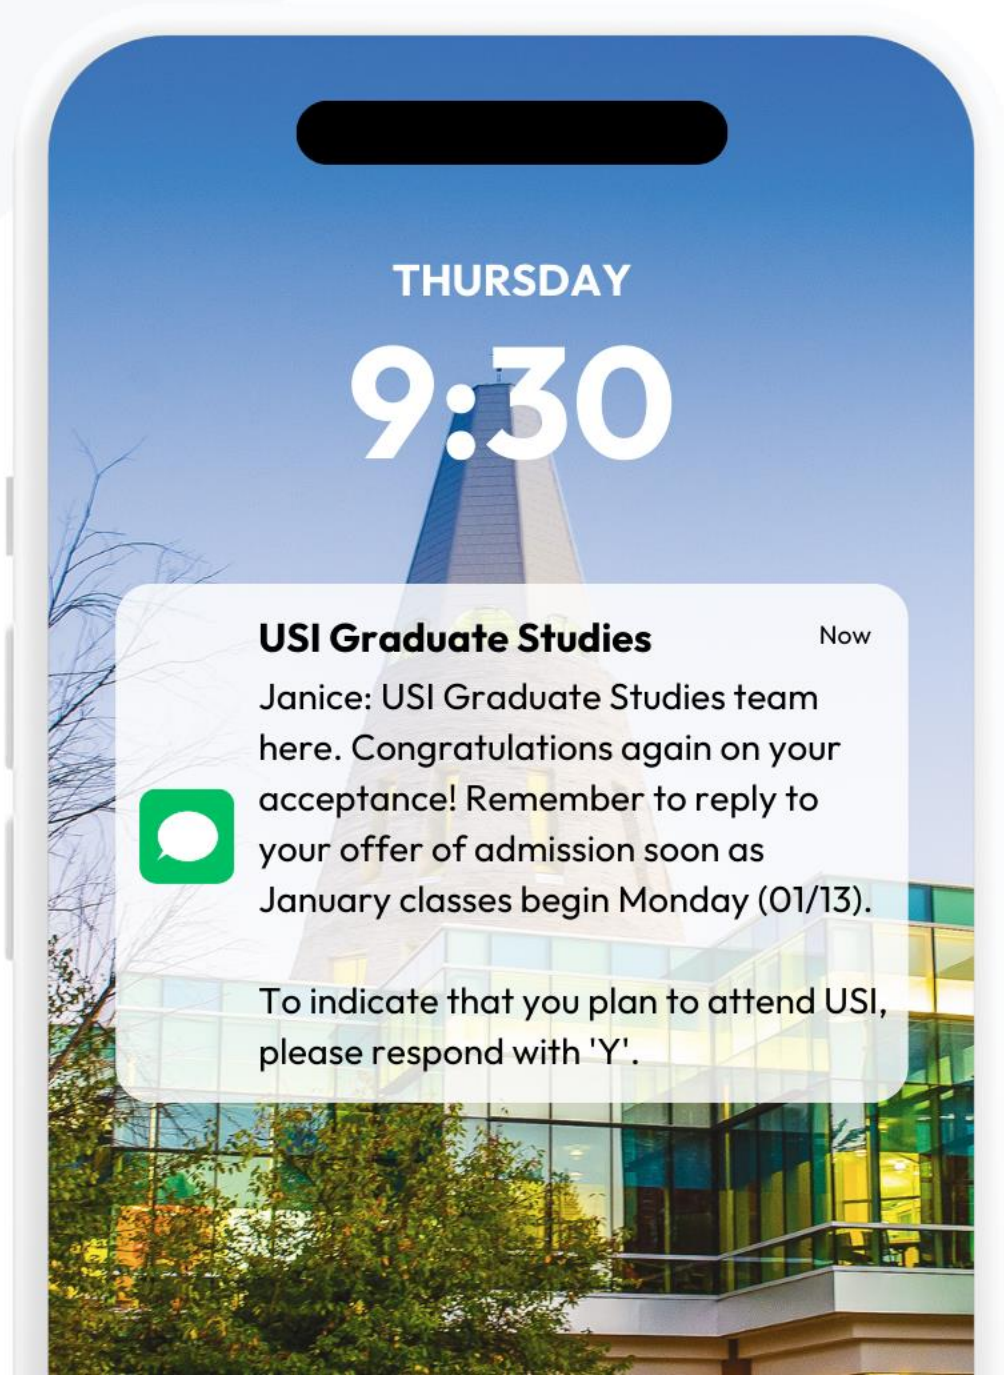 THURSDAY
9:30
USI Graduate Studies
Now
Janice: USI Graduate Studies team
here. Congratulations again on your
acceptance! Remember to reply to
your offer of admission soon as
January classes begin Monday (01/13).
To indicate that you plan to attend USI,
please respond with 'Y'.